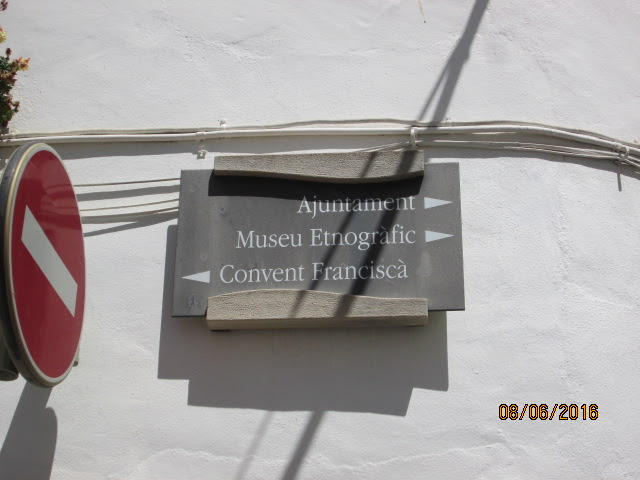 Ajuntament
Museu Etnogràfic
Convent Franciscà
08/06/2016